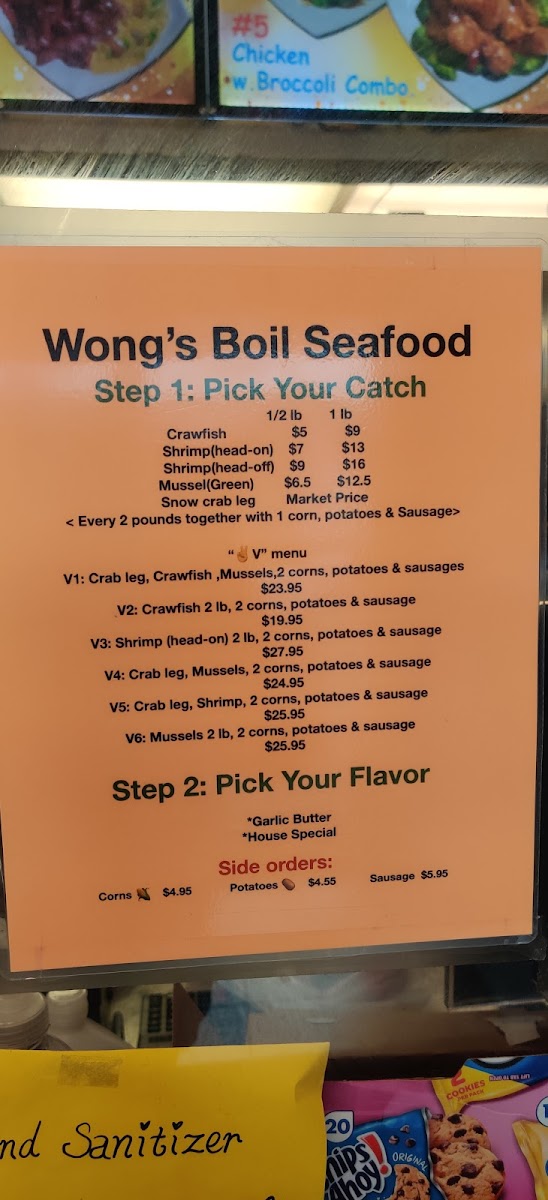 #5
Chicken
w. Broccoli Combo
Wong's Boil Seafood
Step 1: Pick Your Catch
1/2 lb 1 lb
Crawfish $5 $9
Shrimp(head-on) $7 $13
Shrimp(head-off) $9 $16
Mussel(Green) $6.5 $12.5
Snow crab leg Market Price
< Every 2 pounds together with 1 corn, potatoes & Sausage>
"✌️ V" menu
V1: Crab leg, Crawfish ,Mussels,2 corns, potatoes & sausages
$23.95
V2: Crawfish 2 lb, 2 corns, potatoes & sausage
$19.95
V3: Shrimp (head-on) 2 lb, 2 corns, potatoes & sausage
$27.95
V4: Crab leg, Mussels, 2 corns, potatoes & sausage
$24.95
V5: Crab leg, Shrimp, 2 corns, potatoes & sausage
$25.95
V6: Mussels 2 lb, 2 corns, potatoes & sausage
$25.95
Step 2: Pick Your Flavor
*Garlic Butter
*House Special
Side orders:
Corns 🌽 $4.95 Potatoes 🥔 $4.55 Sausage $5.95
nd Sanitizer
20
hips
Ahoy!
ORIGINAL
2
COOKIES
PER PACK